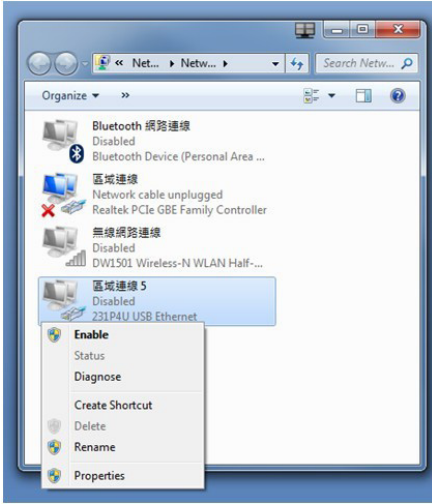 « Net... ▸ Netw... ▸
Search Netw...
Organize ▾ »
Bluetooth 網路連線
Disabled
Bluetooth Device (Personal Area ...
區域連線
Network cable unplugged
Realtek PCIe GBE Family Controller
無線網路連線
Disabled
DW1501 Wireless-N WLAN Half-...
區域連線 5
Disabled
231P4U USB Ethernet
Enable
Status
Diagnose
Create Shortcut
Delete
Rename
Properties